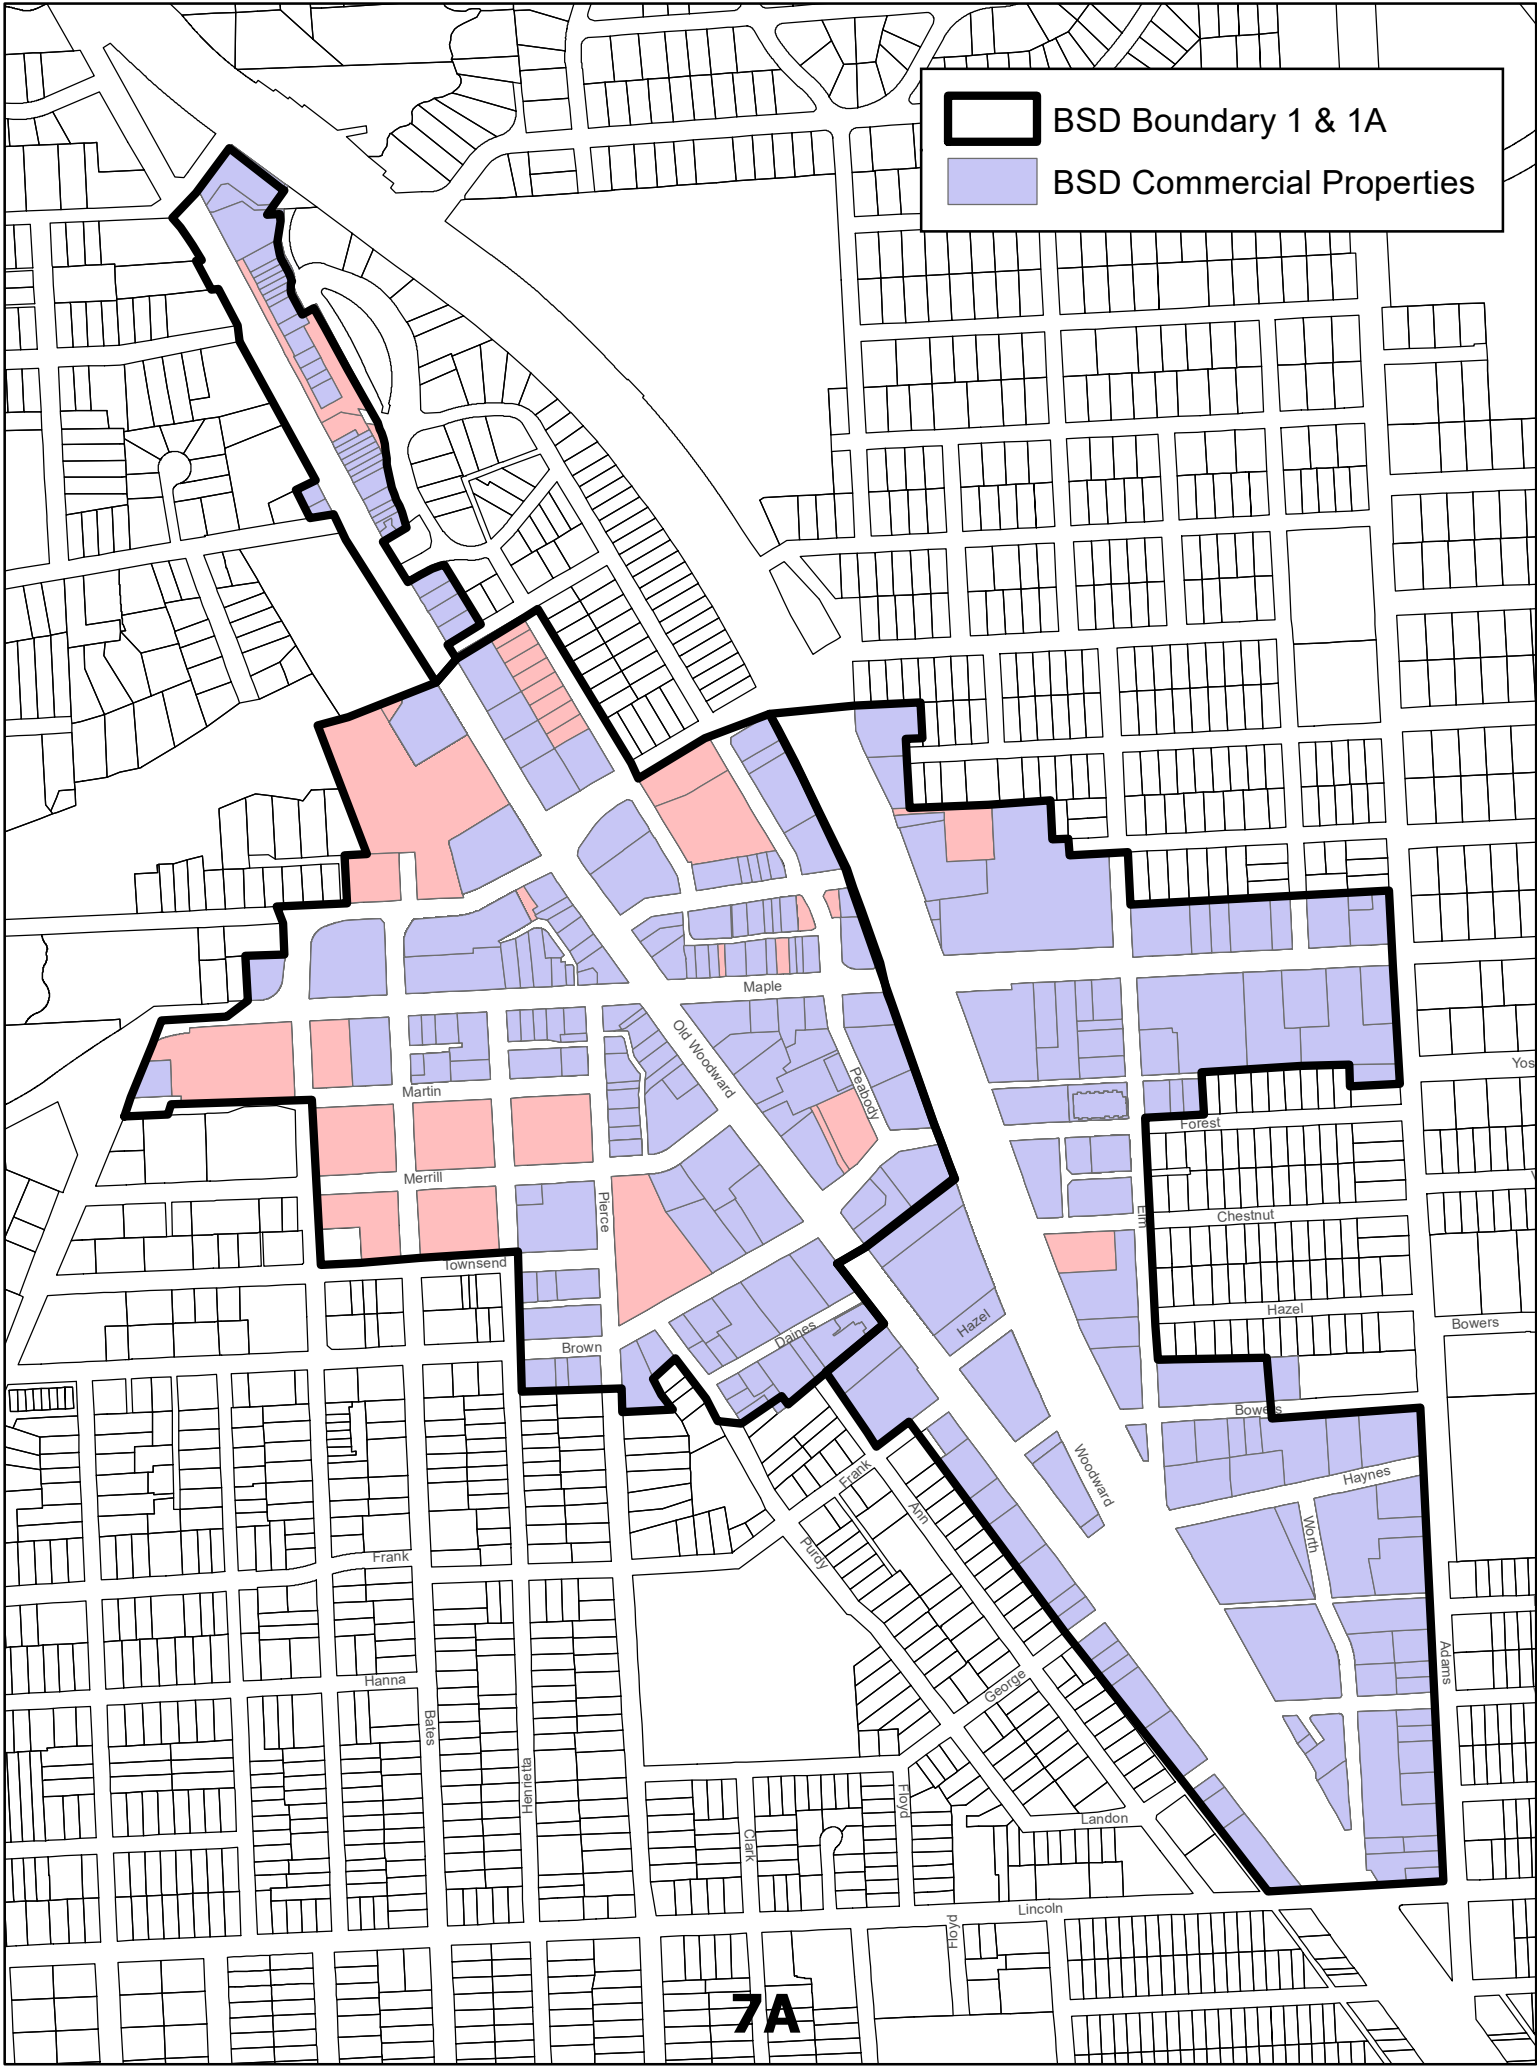 BSD Boundary 1 & 1A
BSD Commercial Properties
Maple
Old Woodward
Peabody
Yos
Martin
Forest
Merrill
Pierce
Elm
Chestnut
Townsend
Hazel
Hazel
Bowers
Daines
Brown
Bowers
Woodward
Haynes
Frank
Ann
Worth
Purdy
Frank
Adams
Hanna
George
Bates
Henrietta
Floyd
Landon
Clark
Lincoln
Floyd
7A